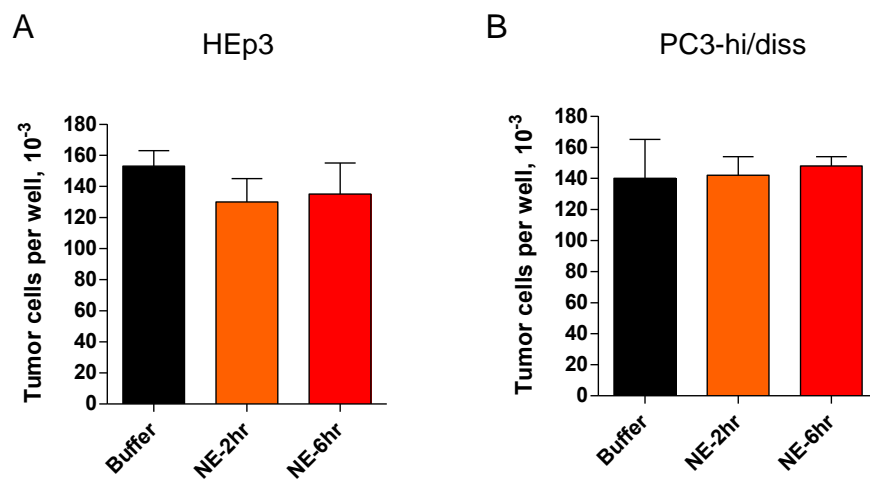 A
HEp3
Tumor cells per well, 10⁻³
180
160
140
120
100
80
60
40
20
0
Buffer
NE-2hr
NE-6hr
B
PC3-hi/diss
Tumor cells per well, 10⁻³
180
160
140
120
100
80
60
40
20
0
Buffer
NE-2hr
NE-6hr